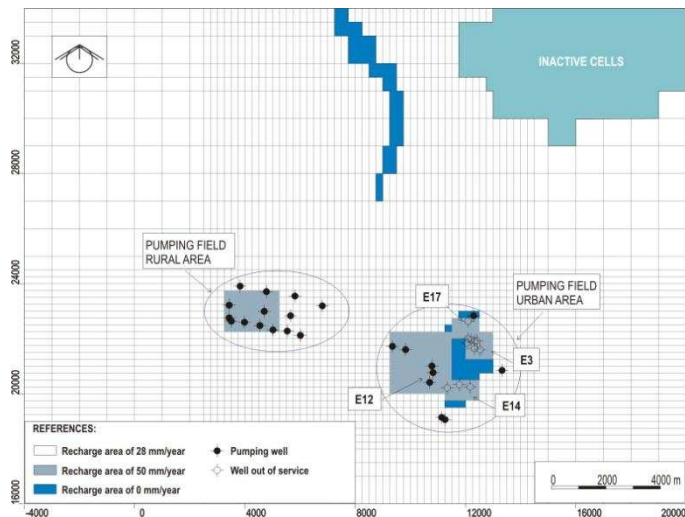 32000
28000
24000
20000
16000
INACTIVE CELLS
PUMPING FIELD
RURAL AREA
PUMPING FIELD
URBAN AREA
E17
E3
E12
E14
REFERENCES:
Recharge area of 28 mm/year
Recharge area of 50 mm/year
Recharge area of 0 mm/year
Pumping well
Well out of service
0 2000 4000 m
-4000 0 4000 8000 12000 16000 20000